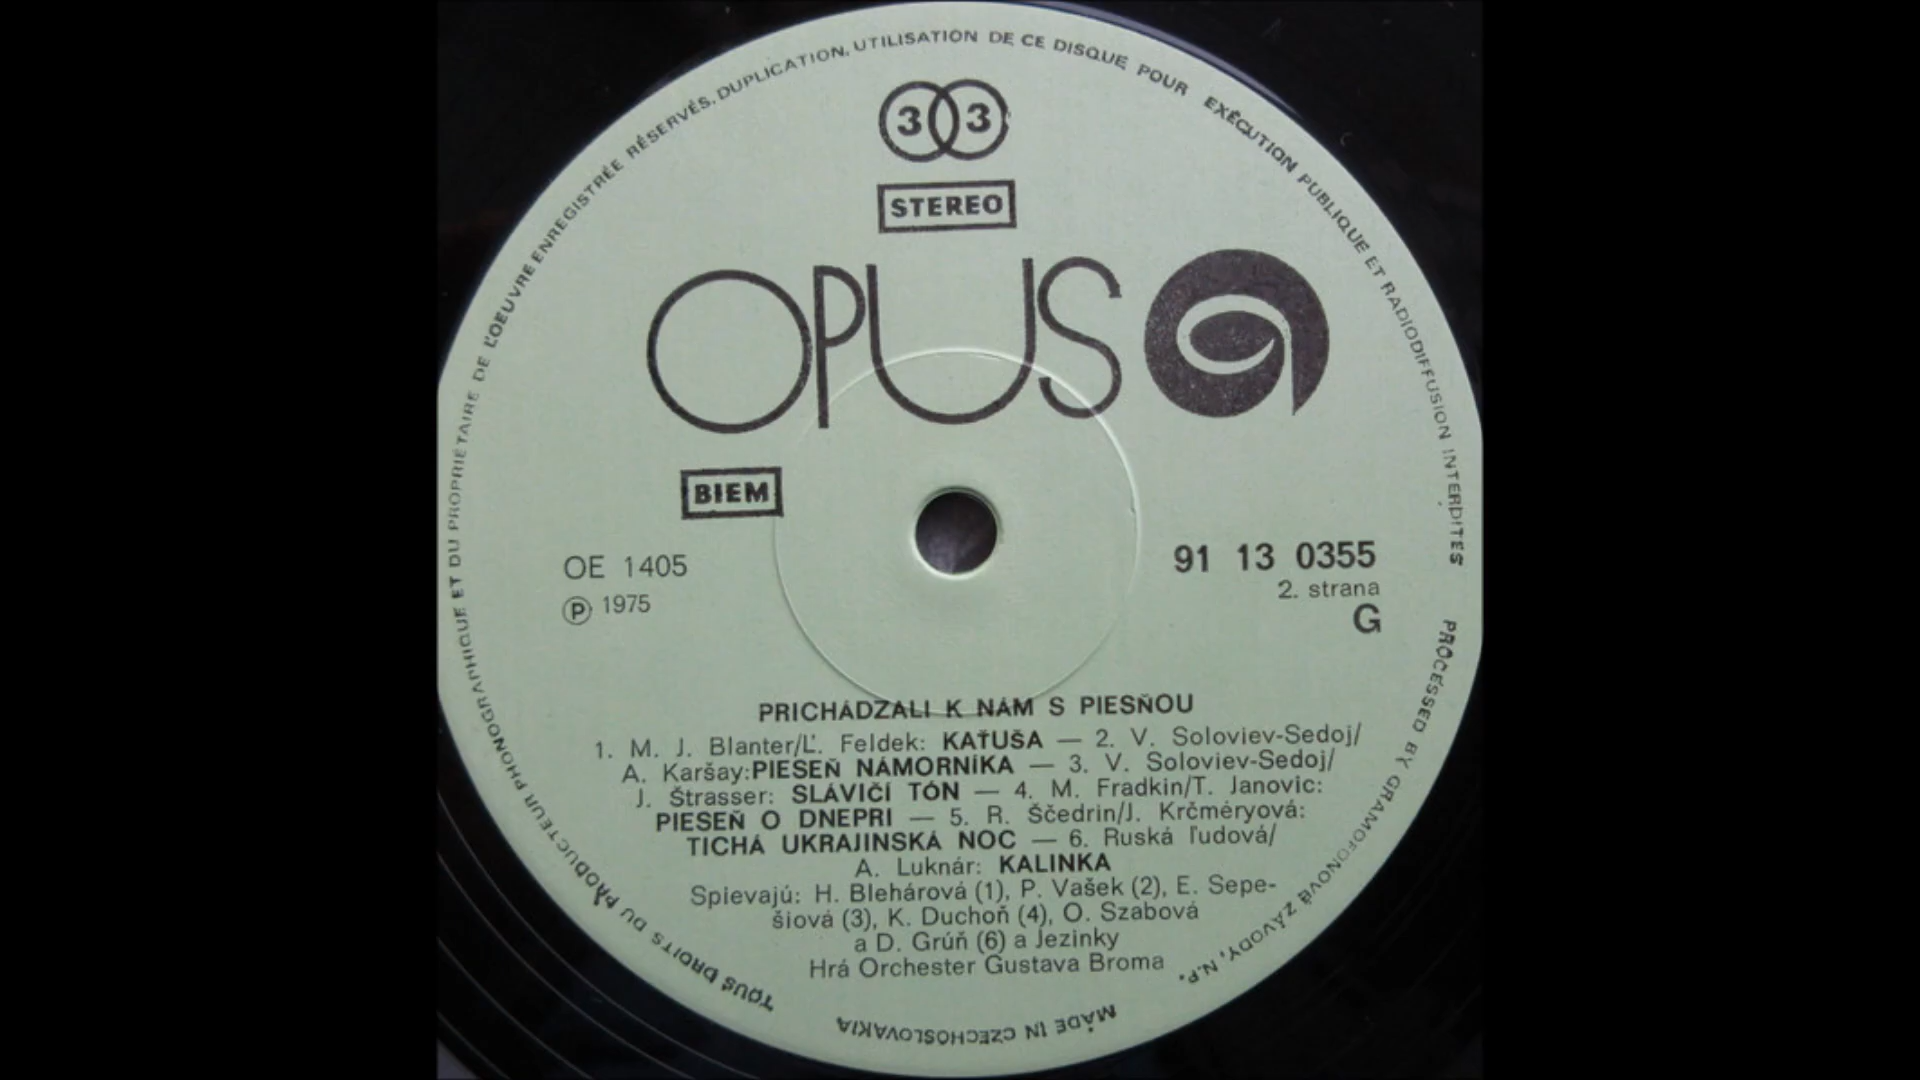 TOUS DROITS DU PRODUCTEUR PHONOGRAPHIQUE ET DU PROPRIÉTAIRE DE L'OEUVRE ENREGISTRÉE RÉSERVÉS. DUPLICATION, UTILISATION DE CE DISQUE POUR EXÉCUTION PUBLIQUE ET RADIODIFFUSION INTERDITES
33
STEREO
OPUS
BIEM
OE 1405
℗ 1975
91 13 0355
2. strana
G
PRICHÁDZALI K NÁM S PIESŇOU
1. M. J. Blanter/Ľ. Feldek: KAŤUŠA — 2. V. Soloviev-Sedoj/
A. Karšay:PIESEŇ NÁMORNÍKA — 3. V. Soloviev-Sedoj/
J. Štrasser: SLÁVIČÍ TÓN — 4. M. Fradkin/T. Janovic:
PIESEŇ O DNEPRI — 5. R. Ščedrin/J. Krčméryová:
TICHÁ UKRAJINSKÁ NOC — 6. Ruská ľudová/
A. Luknár: KALINKA
Spievajú: H. Blehárová (1), P. Vašek (2), E. Sepe-
šiová (3), K. Duchoň (4), O. Szabová
a D. Grúň (6) a Jezinky
Hrá Orchester Gustava Broma
PROCESSED BY GRAMOFONOVÉ ZÁVODY, N.P.
MADE IN CZECHOSLOVAKIA